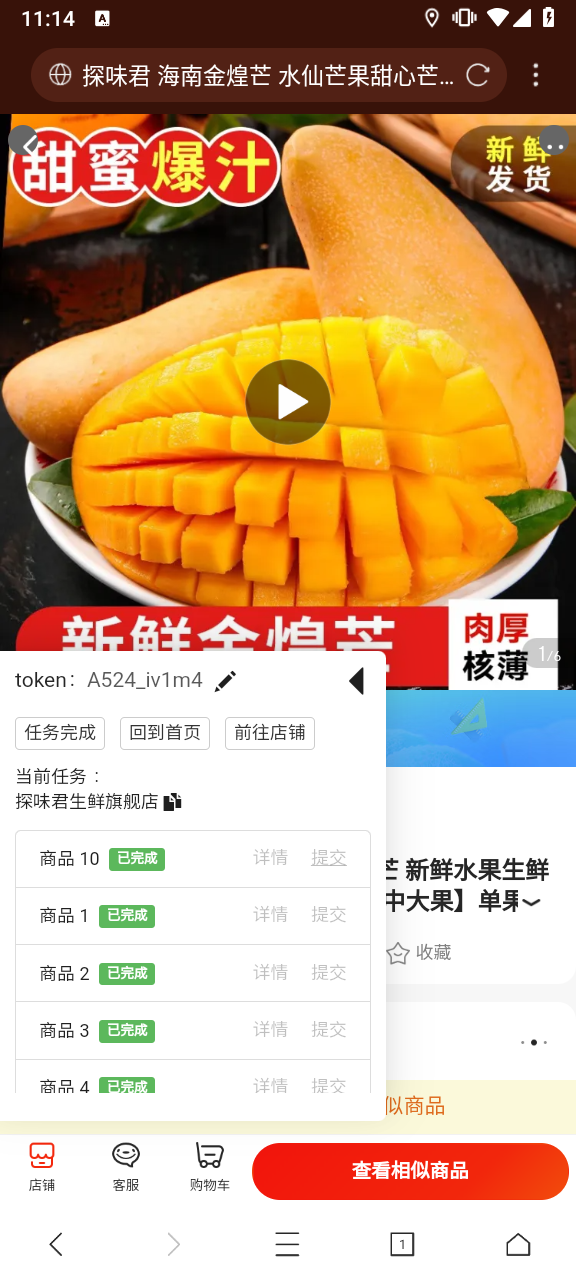 11:14
A
探味君 海南金煌芒 水仙芒果甜心芒...
甜蜜爆汁
新鲜
发货
新鲜金煌芒
肉厚
核薄
1/6
token： A524_iv1m4
任务完成 回到首页 前往店铺
当前任务：
探味君生鲜旗舰店
商品 10 已完成 详情 提交
商品 1 已完成 详情 提交
商品 2 已完成 详情 提交
商品 3 已完成 详情 提交
商品 4 已完成 详情 提交
芒 新鲜水果生鲜
中大果】单果
收藏
似商品
店铺 客服 购物车 查看相似商品
1